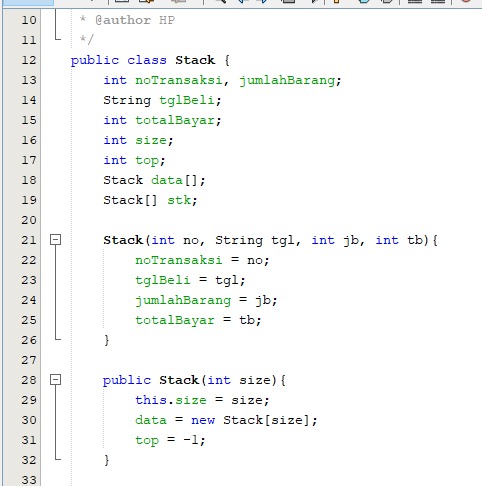 10 * @author HP
11 */
12 public class Stack {
13 int noTransaksi, jumlahBarang;
14 String tglBeli;
15 int totalBayar;
16 int size;
17 int top;
18 Stack data[];
19 Stack[] stk;
20
21 Stack(int no, String tgl, int jb, int tb){
22 noTransaksi = no;
23 tglBeli = tgl;
24 jumlahBarang = jb;
25 totalBayar = tb;
26 }
27
28 public Stack(int size){
29 this.size = size;
30 data = new Stack[size];
31 top = -1;
32 }
33